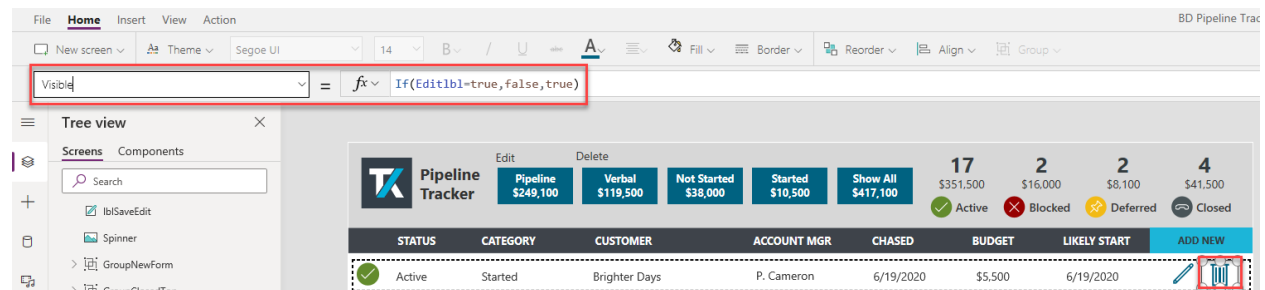 File Home Insert View Action BD Pipeline Trac
New screen Theme Segoe UI 14 B / U abc A Fill Border Reorder Align Group
Visible = fx If(Editlbl=true,false,true)
Tree view
Screens Components
Search
lblSaveEdit
Spinner
GroupNewForm
Edit Delete
Pipeline Tracker
Pipeline $249,100
Verbal $119,500
Not Started $38,000
Started $10,500
Show All $417,100
17 2 2 4
$351,500 $16,000 $8,100 $41,500
Active Blocked Deferred Closed
STATUS CATEGORY CUSTOMER ACCOUNT MGR CHASED BUDGET LIKELY START ADD NEW
Active Started Brighter Days P. Cameron 6/19/2020 $5,500 6/19/2020